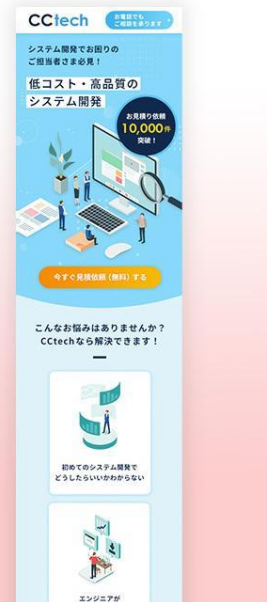 CCtech
お電話でも
ご相談を承ります
システム開発でお困りの
ご担当者さま必見！
低コスト・高品質の
システム開発
お見積り依頼
10,000件
突破！
今すぐ見積依頼（無料）する
こんなお悩みはありませんか？
CCtechなら解決できます！
初めてのシステム開発で
どうしたらいいかわからない
エンジニアが